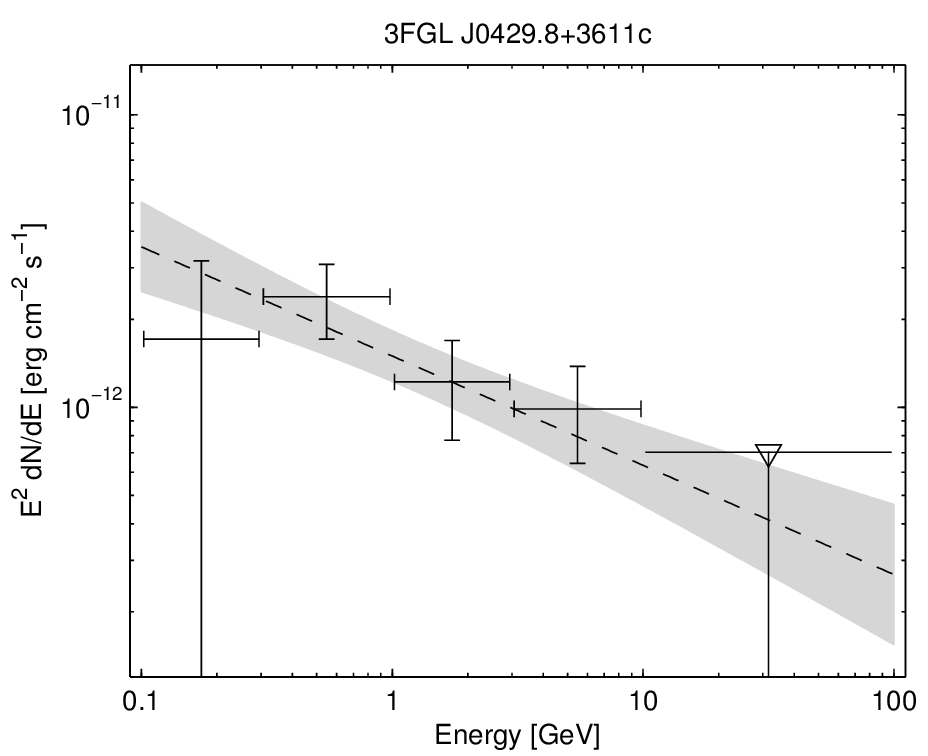 3FGL J0429.8+3611c
10⁻¹¹
10⁻¹²
E² dN/dE [erg cm⁻² s⁻¹]
0.1 1 10 100
Energy [GeV]